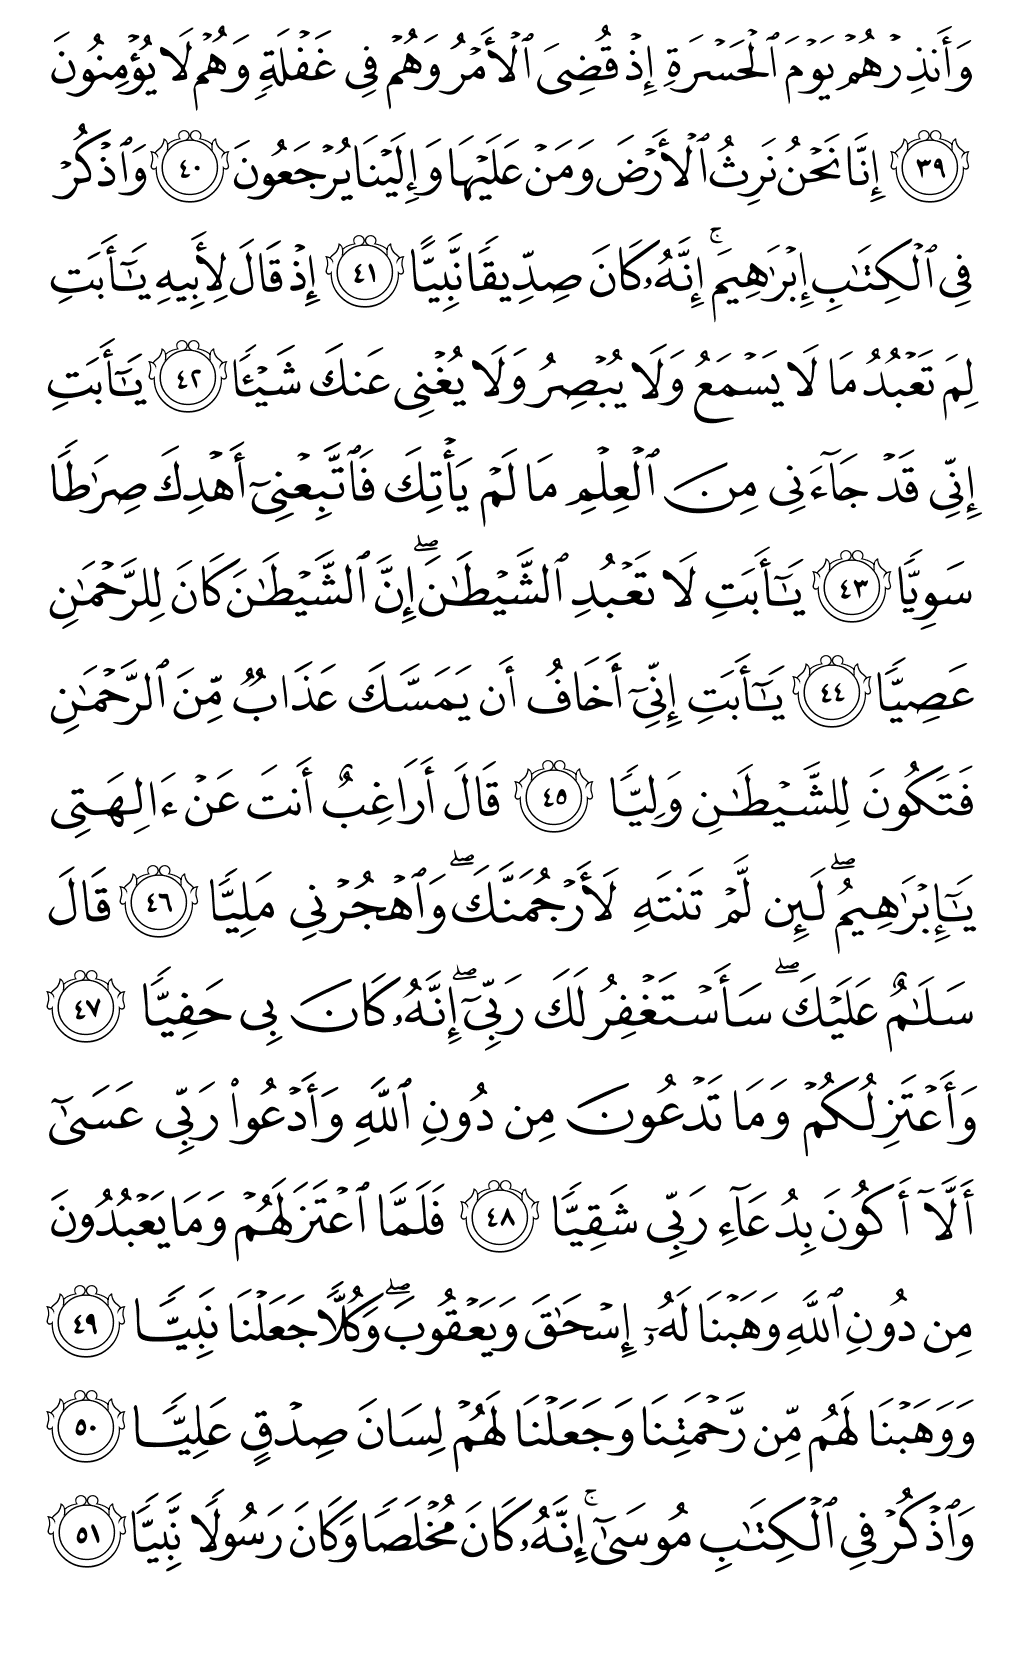 وَأَنذِرْهُمْ يَوْمَ ٱلْحَسْرَةِ إِذْ قُضِىَ ٱلْأَمْرُ وَهُمْ فِى غَفْلَةٍ وَهُمْ لَا يُؤْمِنُونَ
٣٩ إِنَّا نَحْنُ نَرِثُ ٱلْأَرْضَ وَمَنْ عَلَيْهَا وَإِلَيْنَا يُرْجَعُونَ ٤٠ وَٱذْكُرْ
فِى ٱلْكِتَٰبِ إِبْرَٰهِيمَ ۚ إِنَّهُۥ كَانَ صِدِّيقًا نَّبِيًّا ٤١ إِذْ قَالَ لِأَبِيهِ يَٰٓأَبَتِ
لِمَ تَعْبُدُ مَا لَا يَسْمَعُ وَلَا يُبْصِرُ وَلَا يُغْنِى عَنكَ شَيْـًٔا ٤٢ يَٰٓأَبَتِ
إِنِّى قَدْ جَآءَنِى مِنَ ٱلْعِلْمِ مَا لَمْ يَأْتِكَ فَٱتَّبِعْنِىٓ أَهْدِكَ صِرَٰطًا
سَوِيًّا ٤٣ يَٰٓأَبَتِ لَا تَعْبُدِ ٱلشَّيْطَٰنَ ۖ إِنَّ ٱلشَّيْطَٰنَ كَانَ لِلرَّحْمَٰنِ
عَصِيًّا ٤٤ يَٰٓأَبَتِ إِنِّىٓ أَخَافُ أَن يَمَسَّكَ عَذَابٌ مِّنَ ٱلرَّحْمَٰنِ
فَتَكُونَ لِلشَّيْطَٰنِ وَلِيًّا ٤٥ قَالَ أَرَاغِبٌ أَنتَ عَنْ ءَالِهَتِى
يَٰٓإِبْرَٰهِيمُ ۖ لَئِن لَّمْ تَنتَهِ لَأَرْجُمَنَّكَ ۖ وَٱهْجُرْنِى مَلِيًّا ٤٦ قَالَ
سَلَٰمٌ عَلَيْكَ ۖ سَأَسْتَغْفِرُ لَكَ رَبِّىٓ ۖ إِنَّهُۥ كَانَ بِى حَفِيًّا ٤٧
وَأَعْتَزِلُكُمْ وَمَا تَدْعُونَ مِن دُونِ ٱللَّهِ وَأَدْعُوا۟ رَبِّى عَسَىٰٓ
أَلَّآ أَكُونَ بِدُعَآءِ رَبِّى شَقِيًّا ٤٨ فَلَمَّا ٱعْتَزَلَهُمْ وَمَا يَعْبُدُونَ
مِن دُونِ ٱللَّهِ وَهَبْنَا لَهُۥٓ إِسْحَٰقَ وَيَعْقُوبَ ۖ وَكُلًّا جَعَلْنَا نَبِيًّا ٤٩
وَوَهَبْنَا لَهُم مِّن رَّحْمَتِنَا وَجَعَلْنَا لَهُمْ لِسَانَ صِدْقٍ عَلِيًّا ٥٠
وَٱذْكُرْ فِى ٱلْكِتَٰبِ مُوسَىٰٓ ۚ إِنَّهُۥ كَانَ مُخْلَصًا وَكَانَ رَسُولًا نَّبِيًّا ٥١